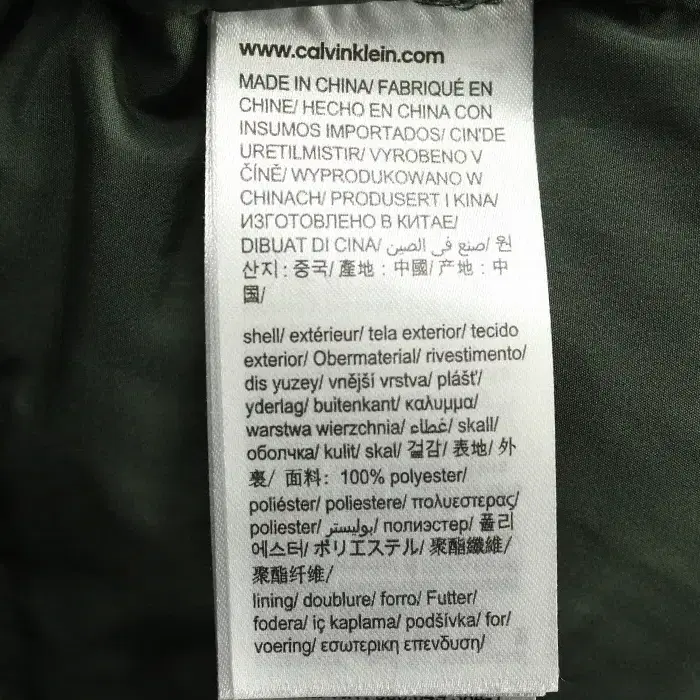 www.calvinklein.com
MADE IN CHINA/ FABRIQUÉ EN
CHINE/ HECHO EN CHINA CON
INSUMOS IMPORTADOS/ CIN'DE
URETILMISTIR/ VYROBENO V
ČÍNĚ/ WYPRODUKOWANO W
CHINACH/ PRODUSERT I KINA/
ИЗГОТОВЛЕНО В КИТАЕ/
DIBUAT DI CINA/ صنع في الصين/ 원
산지 : 중국/ 產地 : 中國/ 产地 : 中
国/
shell/ extérieur/ tela exterior/ tecido
exterior/ Obermaterial/ rivestimento/
dis yuzey/ vnější vrstva/ plášť/
yderlag/ buitenkant/ καλυμμα/
warstwa wierzchnia/ غطاء/ skall/
оболчка/ kulit/ skal/ 겉감/ 表地/ 外
裏/ 面料: 100% polyester/
poliéster/ poliestere/ πολυεστερας/
poliester/ بوليستر/ полиэстер/ 폴리
에스터/ ポリエステル/ 聚酯纖維/
聚酯纤维/
lining/ doublure/ forro/ Futter/
fodera/ iç kaplama/ podšívka/ for/
voering/ εσωτερικη επενδυση/